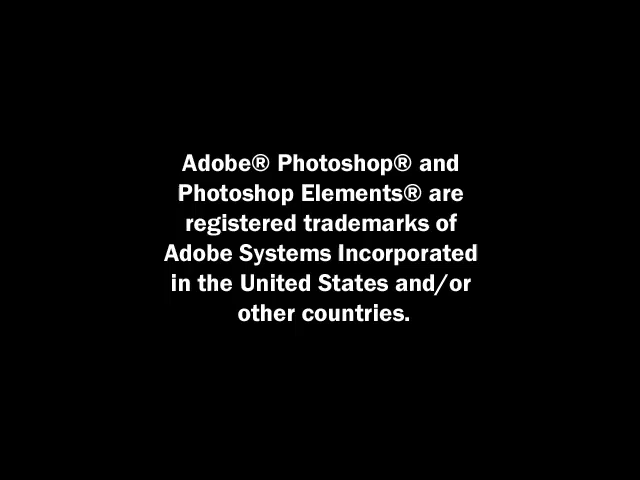 Adobe® Photoshop® and
Photoshop Elements® are
registered trademarks of
Adobe Systems Incorporated
in the United States and/or
other countries.